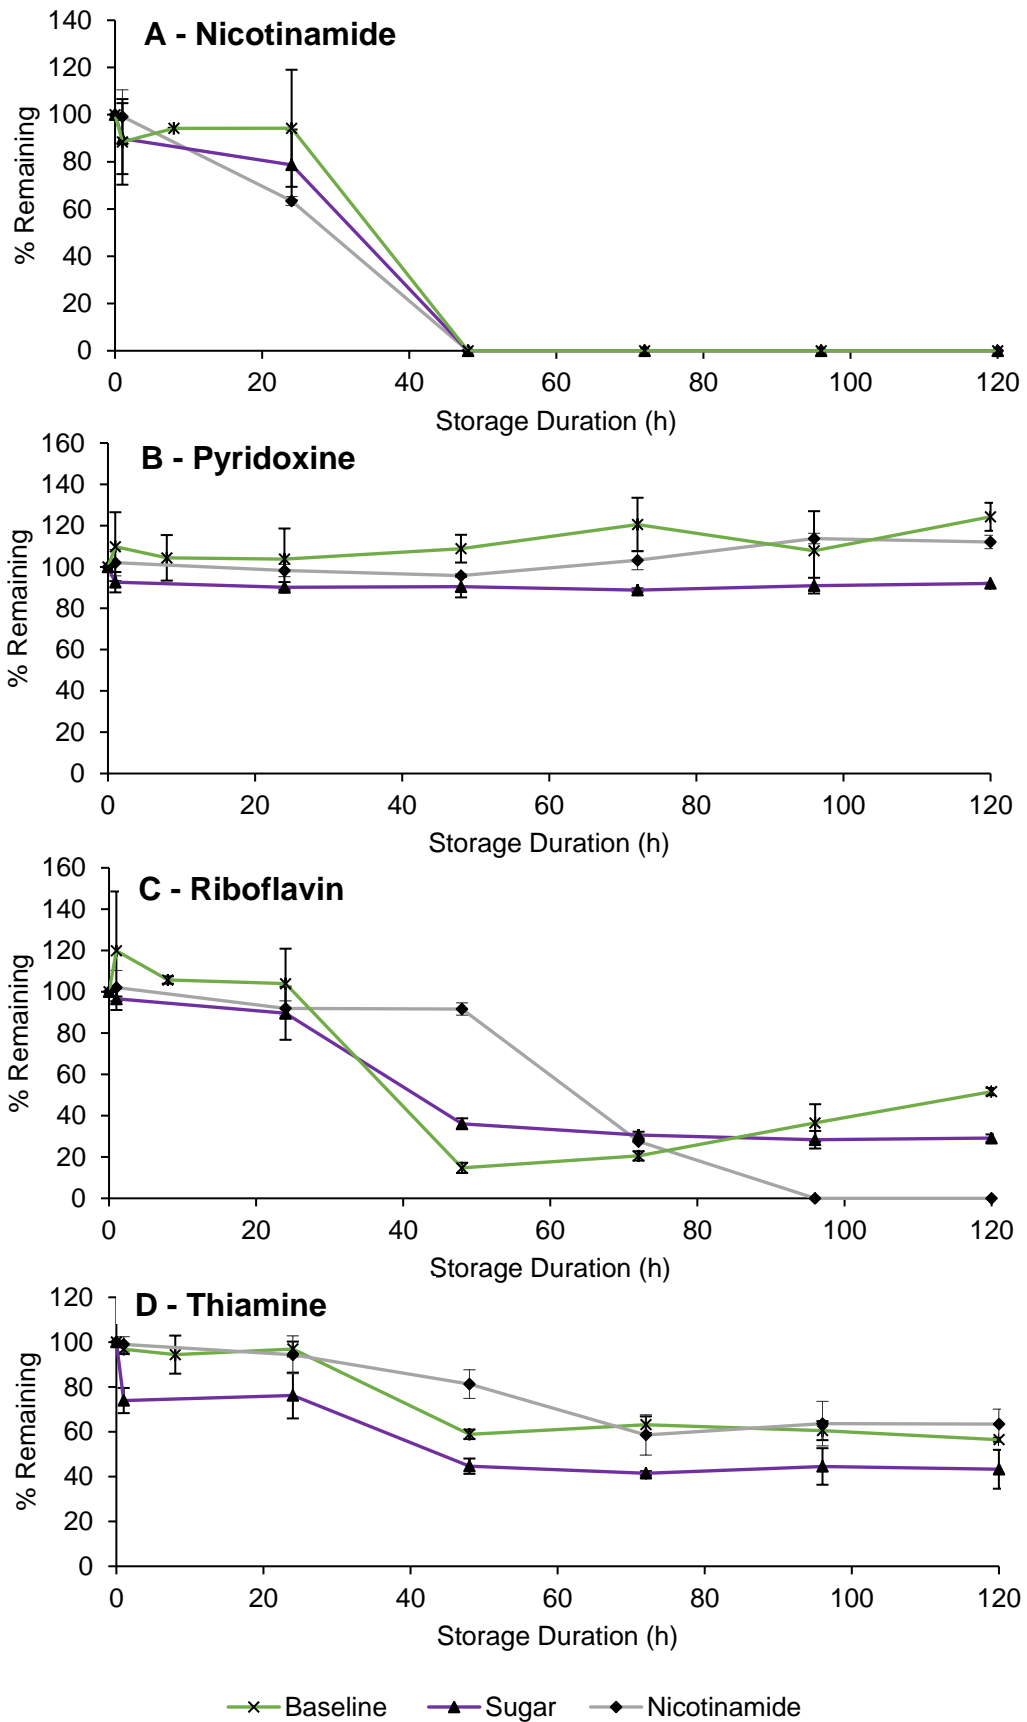 A - Nicotinamide
% Remaining
140
120
100
80
60
40
20
0
0 20 40 60 80 100 120
Storage Duration (h)
B - Pyridoxine
% Remaining
160
140
120
100
80
60
40
20
0
0 20 40 60 80 100 120
Storage Duration (h)
C - Riboflavin
% Remaining
160
140
120
100
80
60
40
20
0
0 20 40 60 80 100 120
Storage Duration (h)
D - Thiamine
% Remaining
120
100
80
60
40
20
0
0 20 40 60 80 100 120
Storage Duration (h)
Baseline Sugar Nicotinamide